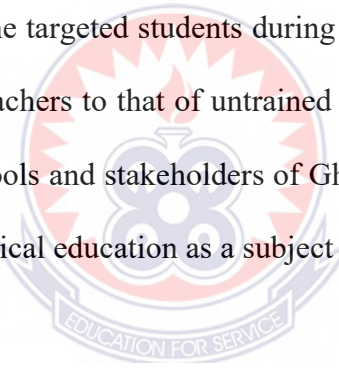 ne targeted students during
achers to that of untrained
ools and stakeholders of Gh
ical education as a subject
EDUCATION FOR SERVICE